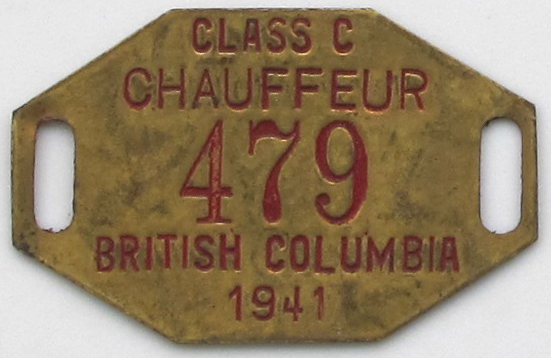 CLASS C
CHAUFFEUR
479
BRITISH COLUMBIA
1941